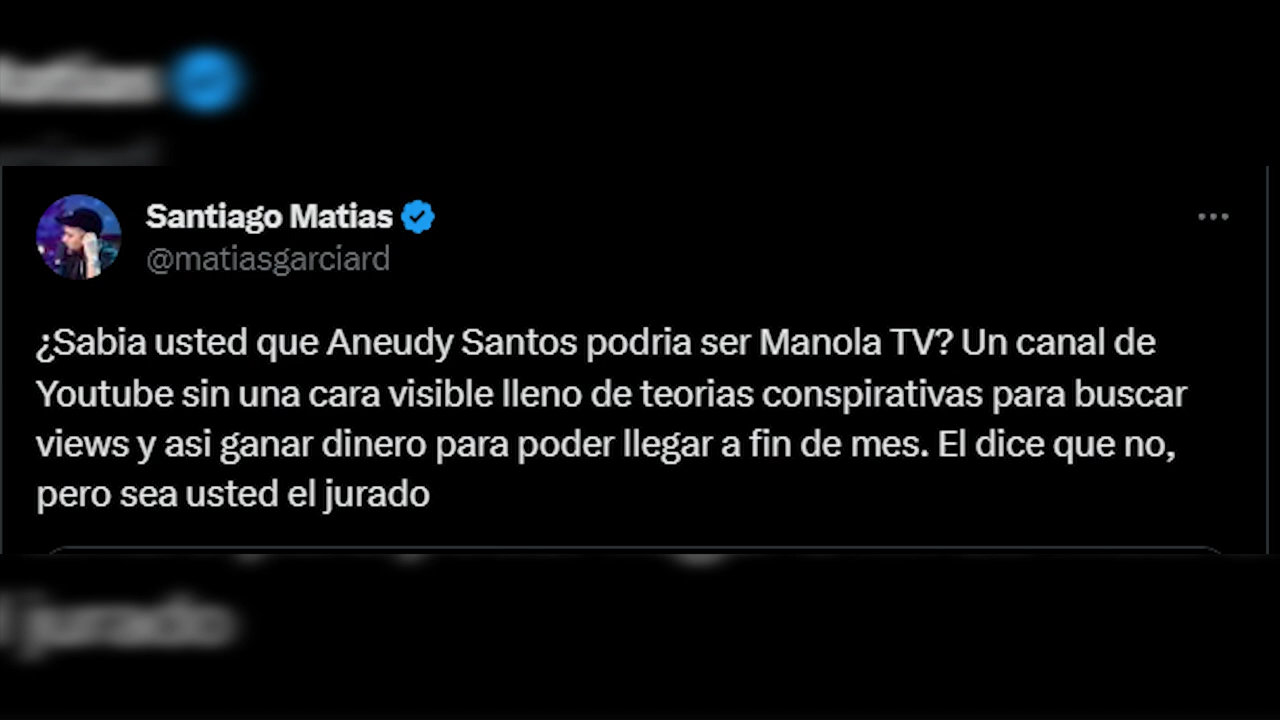 Santiago Matias
@matiasgarciard
¿Sabia usted que Aneudy Santos podria ser Manola TV? Un canal de
Youtube sin una cara visible lleno de teorias conspirativas para buscar
views y asi ganar dinero para poder llegar a fin de mes. El dice que no,
pero sea usted el jurado
el jurado